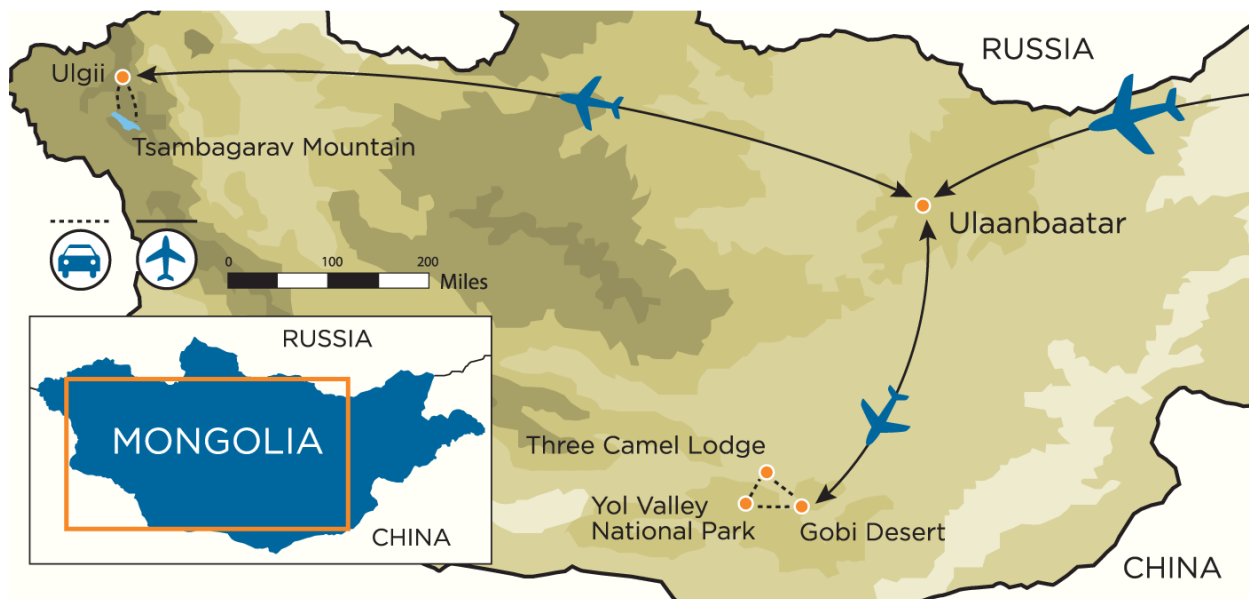 RUSSIA
Ulgii
Tsambagarav Mountain
Ulaanbaatar
0 100 200
Miles
RUSSIA
MONGOLIA
CHINA
Three Camel Lodge
Yol Valley
National Park
Gobi Desert
CHINA